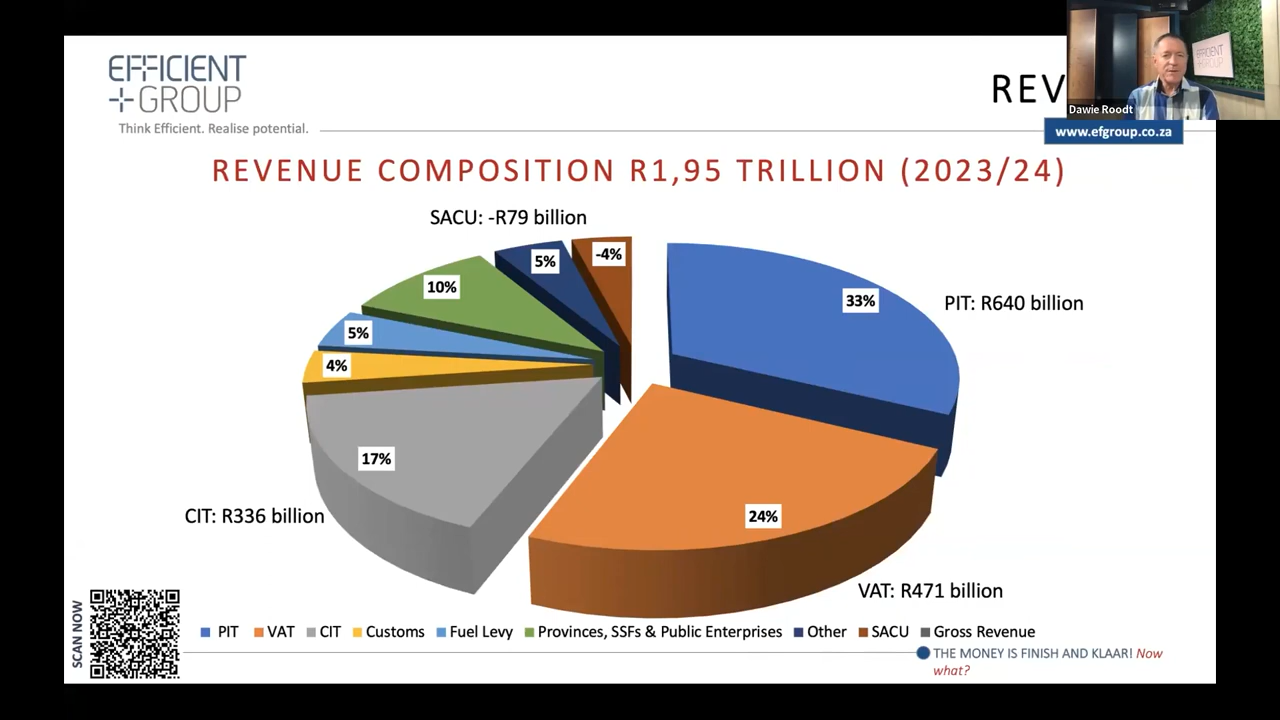 EFFICIENT
GROUP
Think Efficient. Realise potential.
REV
Dawie Roodt
EFFICIENT
GROUP
www.efgroup.co.za
REVENUE COMPOSITION R1,95 TRILLION (2023/24)
SACU: -R79 billion
-4%
5%
10%
33%
PIT: R640 billion
5%
4%
17%
CIT: R336 billion
24%
VAT: R471 billion
PIT VAT CIT Customs Fuel Levy Provinces, SSFs & Public Enterprises Other SACU Gross Revenue
SCAN NOW
THE MONEY IS FINISH AND KLAAR! Now
what?